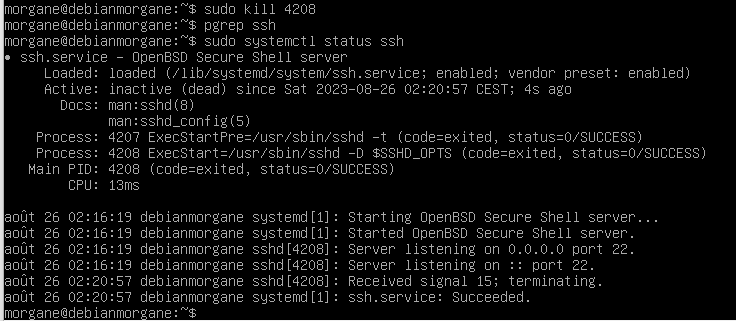 morgane@debianmorgane:~$ sudo kill 4208
morgane@debianmorgane:~$ pgrep ssh
morgane@debianmorgane:~$ sudo systemctl status ssh
● ssh.service - OpenBSD Secure Shell server
Loaded: loaded (/lib/systemd/system/ssh.service; enabled; vendor preset: enabled)
Active: inactive (dead) since Sat 2023-08-26 02:20:57 CEST; 4s ago
Docs: man:sshd(8)
man:sshd_config(5)
Process: 4207 ExecStartPre=/usr/sbin/sshd -t (code=exited, status=0/SUCCESS)
Process: 4208 ExecStart=/usr/sbin/sshd -D $SSHD_OPTS (code=exited, status=0/SUCCESS)
Main PID: 4208 (code=exited, status=0/SUCCESS)
CPU: 13ms
août 26 02:16:19 debianmorgane systemd[1]: Starting OpenBSD Secure Shell server...
août 26 02:16:19 debianmorgane systemd[1]: Started OpenBSD Secure Shell server.
août 26 02:16:19 debianmorgane sshd[4208]: Server listening on 0.0.0.0 port 22.
août 26 02:16:19 debianmorgane sshd[4208]: Server listening on :: port 22.
août 26 02:20:57 debianmorgane sshd[4208]: Received signal 15; terminating.
août 26 02:20:57 debianmorgane systemd[1]: ssh.service: Succeeded.
morgane@debianmorgane:~$